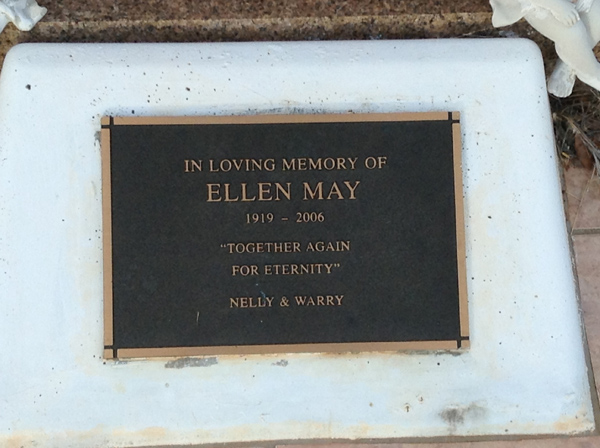 IN LOVING MEMORY OF
ELLEN MAY
1919 – 2006
“TOGETHER AGAIN
FOR ETERNITY”
NELLY & WARRY